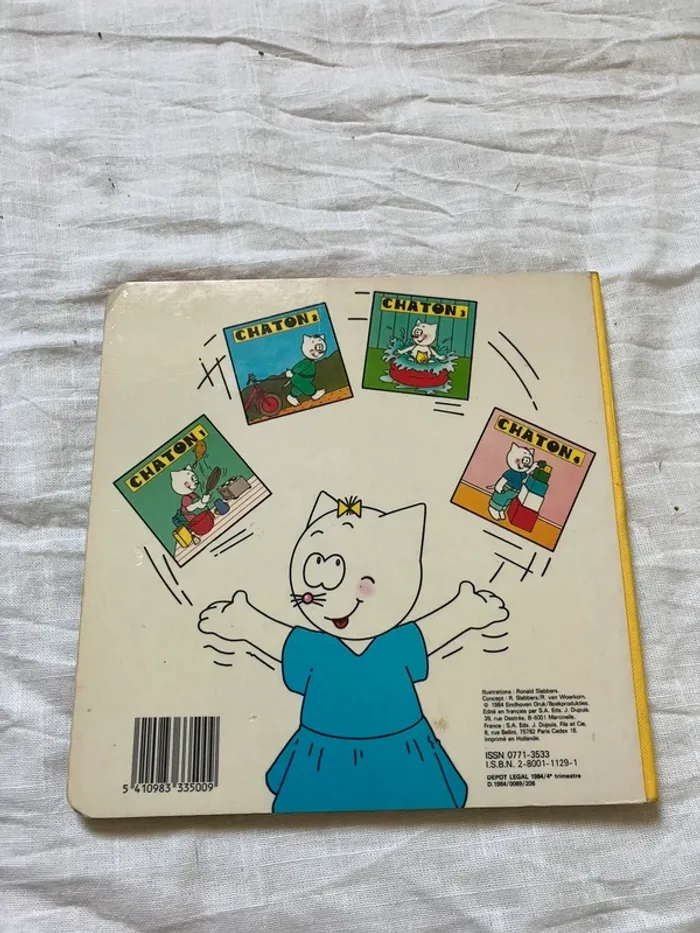 CHATON 2
CHATON 3
CHATON 1
CHATON 4
Illustrations : Ronald Slabbers.
Concept : R. Slabbers/R. van Woerkom.
© 1984 Eindhoven Druk/Boekprodukties.
Edité en français par S.A. Eds. J. Dupuis,
39, rue Destrée, B-6001 Marcinelle.
France : S.A. Eds. J. Dupuis, Fils et Cie,
8, rue Bellini, 75782 Paris Cedex 16.
Imprimé en Hollande.
ISSN 0771-3533
I.S.B.N. 2-8001-1129-1
DEPOT LEGAL 1984/4e trimestre
D.1984/0089/206
5 410983 335009